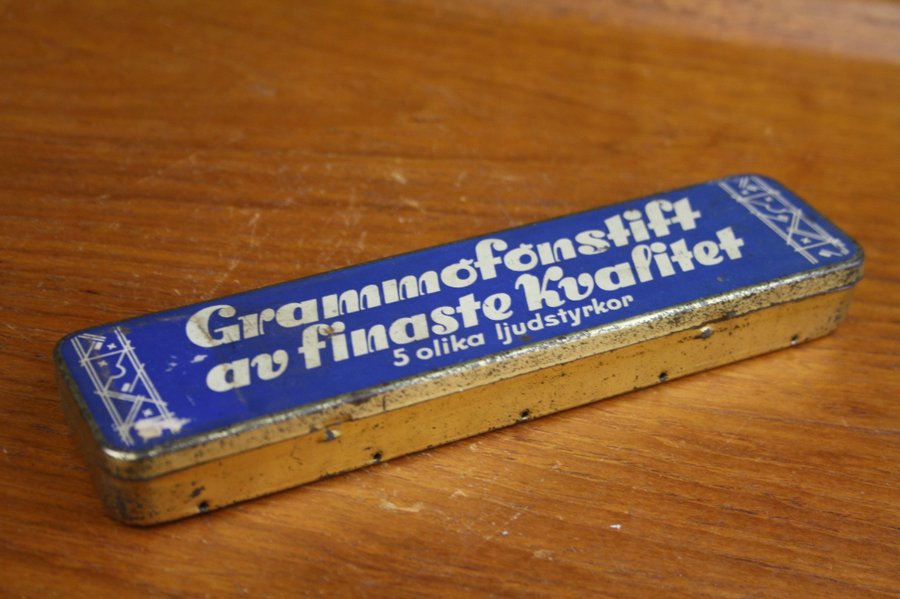 Grammofonstift
av finaste Kvalitet
5 olika ljudstyrkor